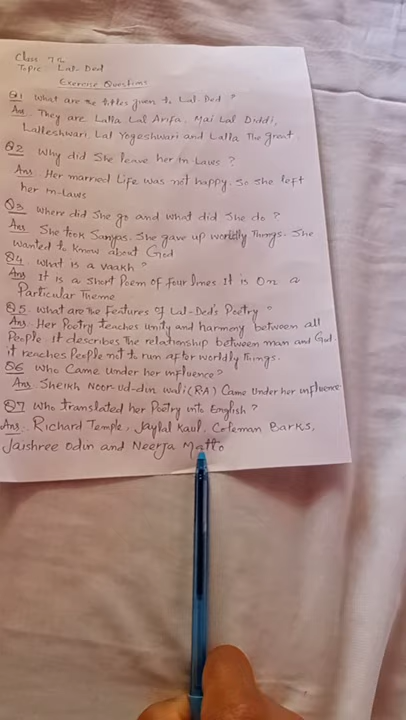 Class 7th
Topic Lal-Ded
Exercise Questions
Q1 What are the titles given to Lal-Ded ?
Ans. They are Lalla Lal Arifa, Mai Lal Diddi,
Lalleshwari Lal Yogeshwari and Lalla The great
Q2 Why did She leave her in-Laws ?
Ans. Her married Life was not happy. So she left
her in-Laws
Q3 Where did She go and what did She do ?
Ans. She took Sanyas. She gave up worldly Things. She
wanted to know about God
Q4 What is a vaakh ?
Ans It is a Short Poem of four lines It is On a
Particular Theme
Q5 What are the features of Lal-Ded's Poetry ?
Ans. Her Poetry teaches unity and harmony between all
People. It describes the relationship between man and God.
it teaches People not to run after worldly Things.
Q6 Who Came Under her influence ?
Ans. Sheikh Noor-ud-din wali (R.A) Came Under her influence
Q7 Who translated her Poetry into English ?
Ans. Richard Temple, Jaylal Kaul, Coleman Barks,
Jaishree Odin and Neerja Matto